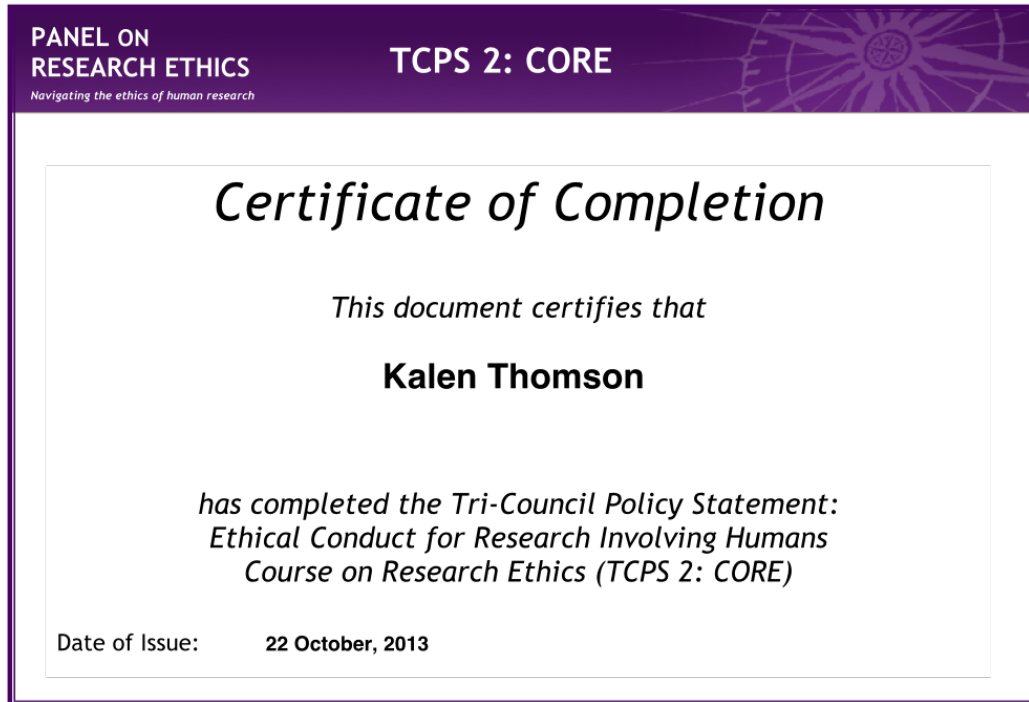 PANEL ON
RESEARCH ETHICS
Navigating the ethics of human research
TCPS 2: CORE
Certificate of Completion
This document certifies that
Kalen Thomson
has completed the Tri-Council Policy Statement:
Ethical Conduct for Research Involving Humans
Course on Research Ethics (TCPS 2: CORE)
Date of Issue: 22 October, 2013